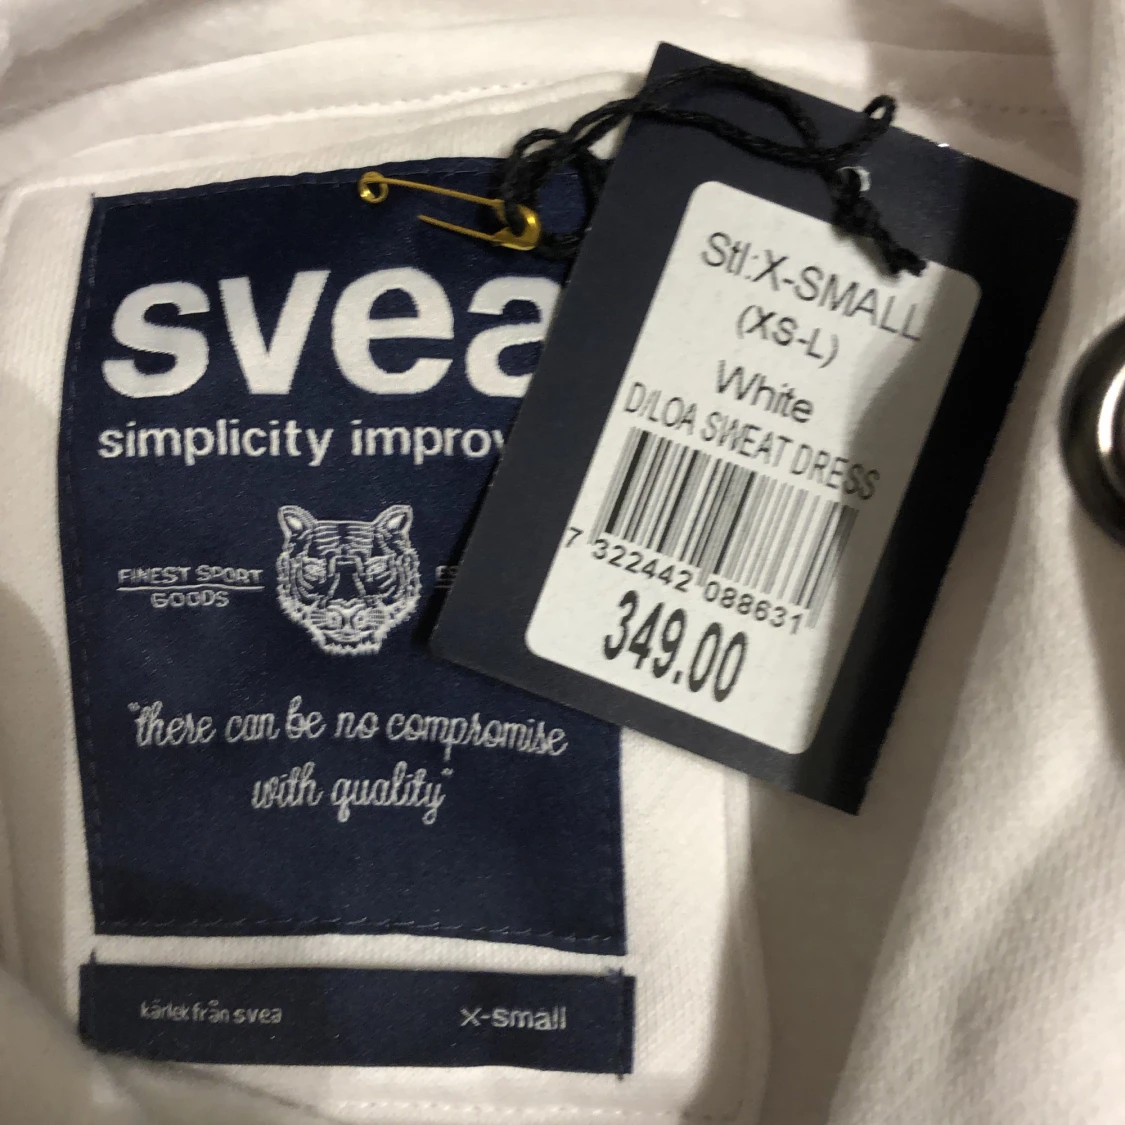 svea
simplicity
FINEST SPORT
GOODS
"there can be no compromise
with quality"
kärlek från svea
x-small
Stl:X-SMALL
(XS-L)
White
D/LOA SWEAT DRESS
7 322442 088631
349.00